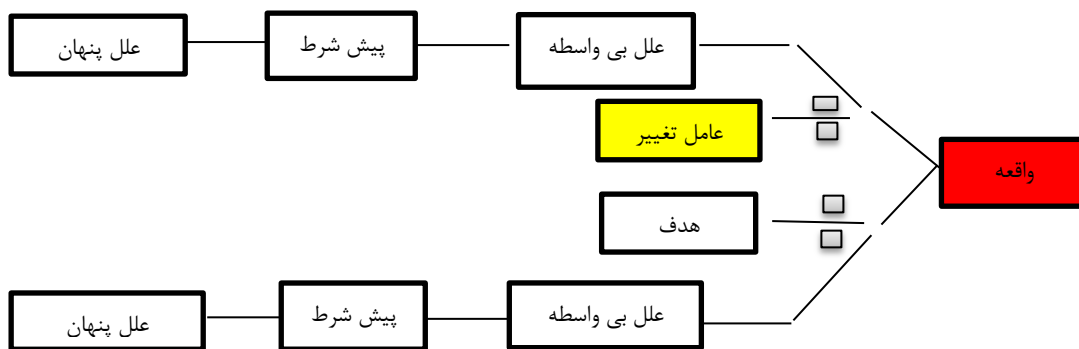 علل بی واسطه
پیش شرط
علل پنهان
عامل تغییر
واقعه
هدف
علل بی واسطه
پیش شرط
علل پنهان